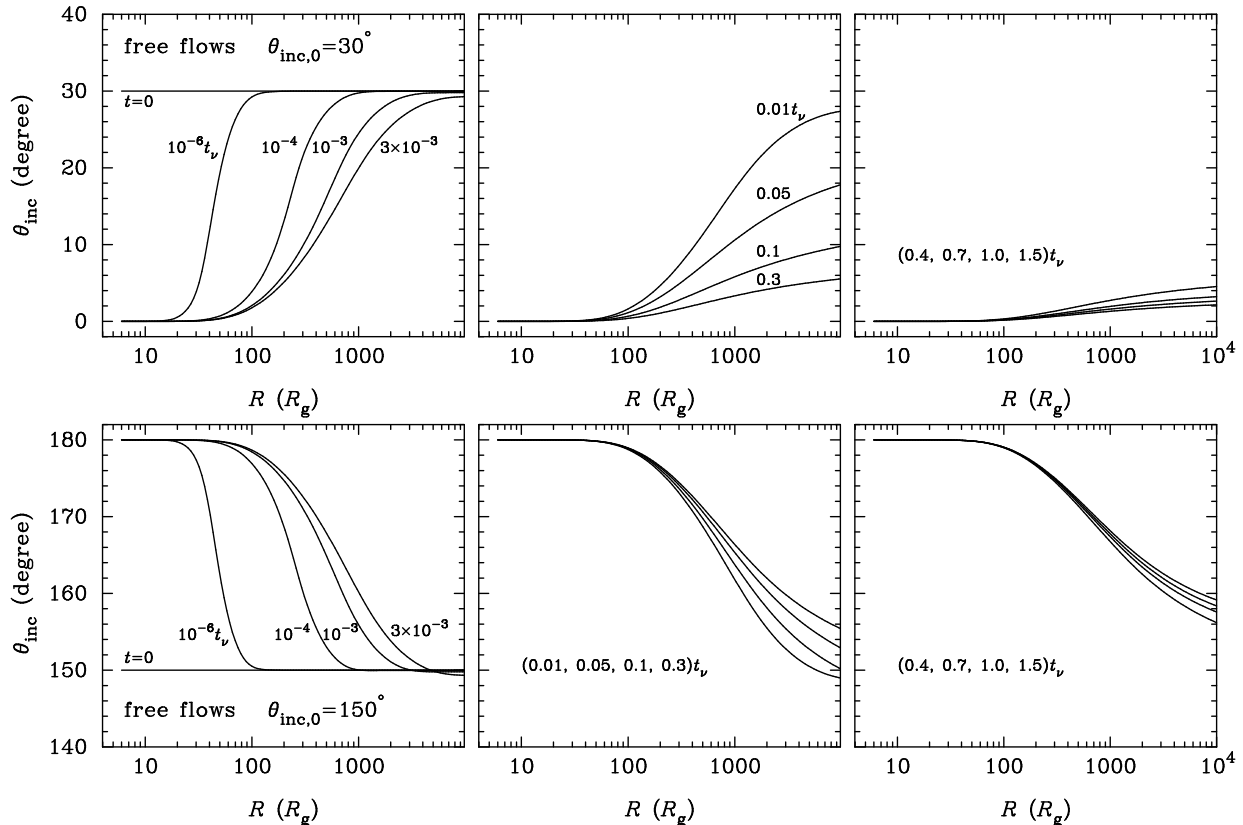 40
30
20
10
0
θinc (degree)
free flows θinc,0=30°
t=0
10−6tν
10−4
10−3
3×10−3
10 100 1000
R (Rg)
0.01tν
0.05
0.1
0.3
10 100 1000
R (Rg)
(0.4, 0.7, 1.0, 1.5)tν
10 100 1000 104
R (Rg)
180
170
160
150
140
θinc (degree)
10−6tν
10−4
10−3
3×10−3
t=0
free flows θinc,0=150°
10 100 1000
R (Rg)
(0.01, 0.05, 0.1, 0.3)tν
10 100 1000
R (Rg)
(0.4, 0.7, 1.0, 1.5)tν
10 100 1000 104
R (Rg)